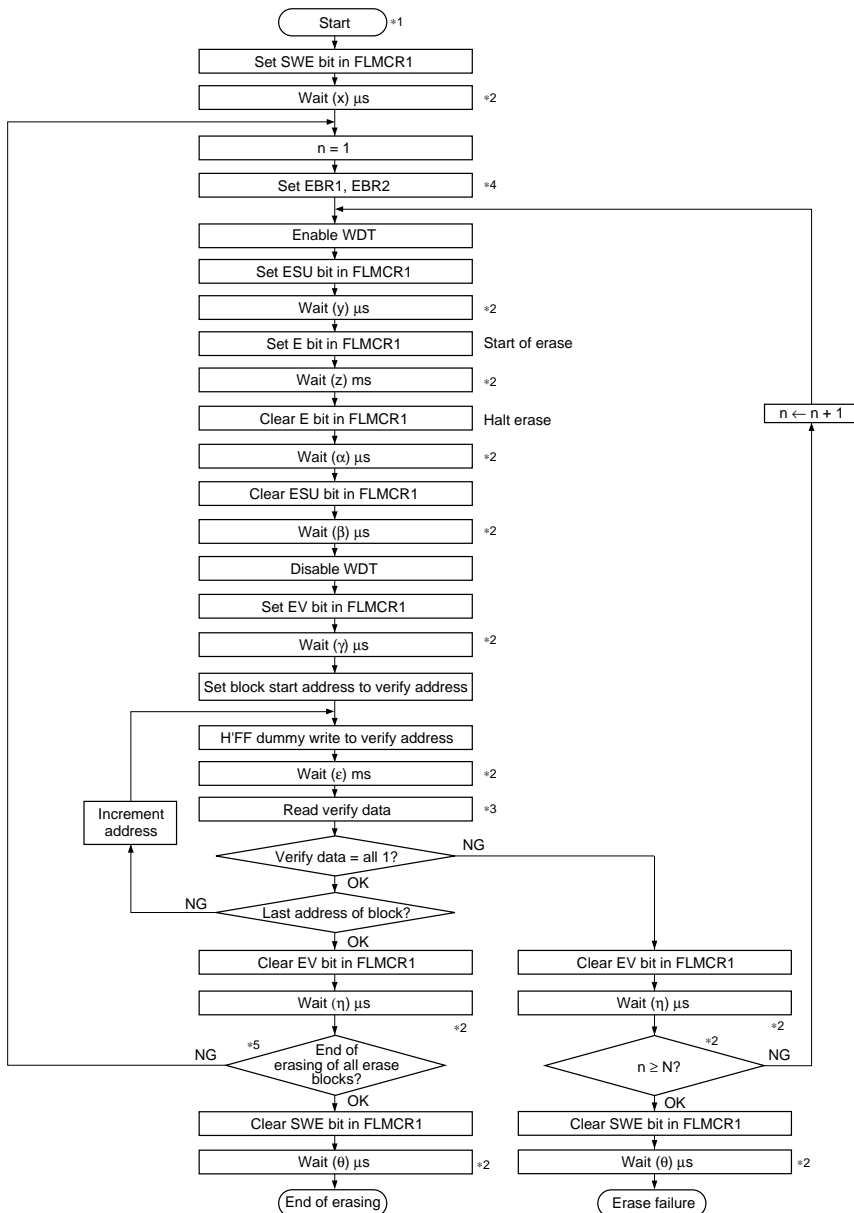 Start *1
Set SWE bit in FLMCR1
Wait (x) μs *2
n = 1
Set EBR1, EBR2 *4
Enable WDT
Set ESU bit in FLMCR1
Wait (y) μs *2
Set E bit in FLMCR1 Start of erase
Wait (z) ms *2
Clear E bit in FLMCR1 Halt erase
n ← n + 1
Wait (α) μs *2
Clear ESU bit in FLMCR1
Wait (β) μs *2
Disable WDT
Set EV bit in FLMCR1
Wait (γ) μs *2
Set block start address to verify address
H'FF dummy write to verify address
Wait (ε) ms *2
Read verify data *3
Increment
address
Verify data = all 1? NG
OK
NG Last address of block?
OK
Clear EV bit in FLMCR1 Clear EV bit in FLMCR1
Wait (η) μs Wait (η) μs
*2 *2
NG *5 End of
erasing of all erase
blocks?
*2
n ≥ N? NG
OK OK
Clear SWE bit in FLMCR1 Clear SWE bit in FLMCR1
Wait (θ) μs *2 Wait (θ) μs *2
End of erasing Erase failure